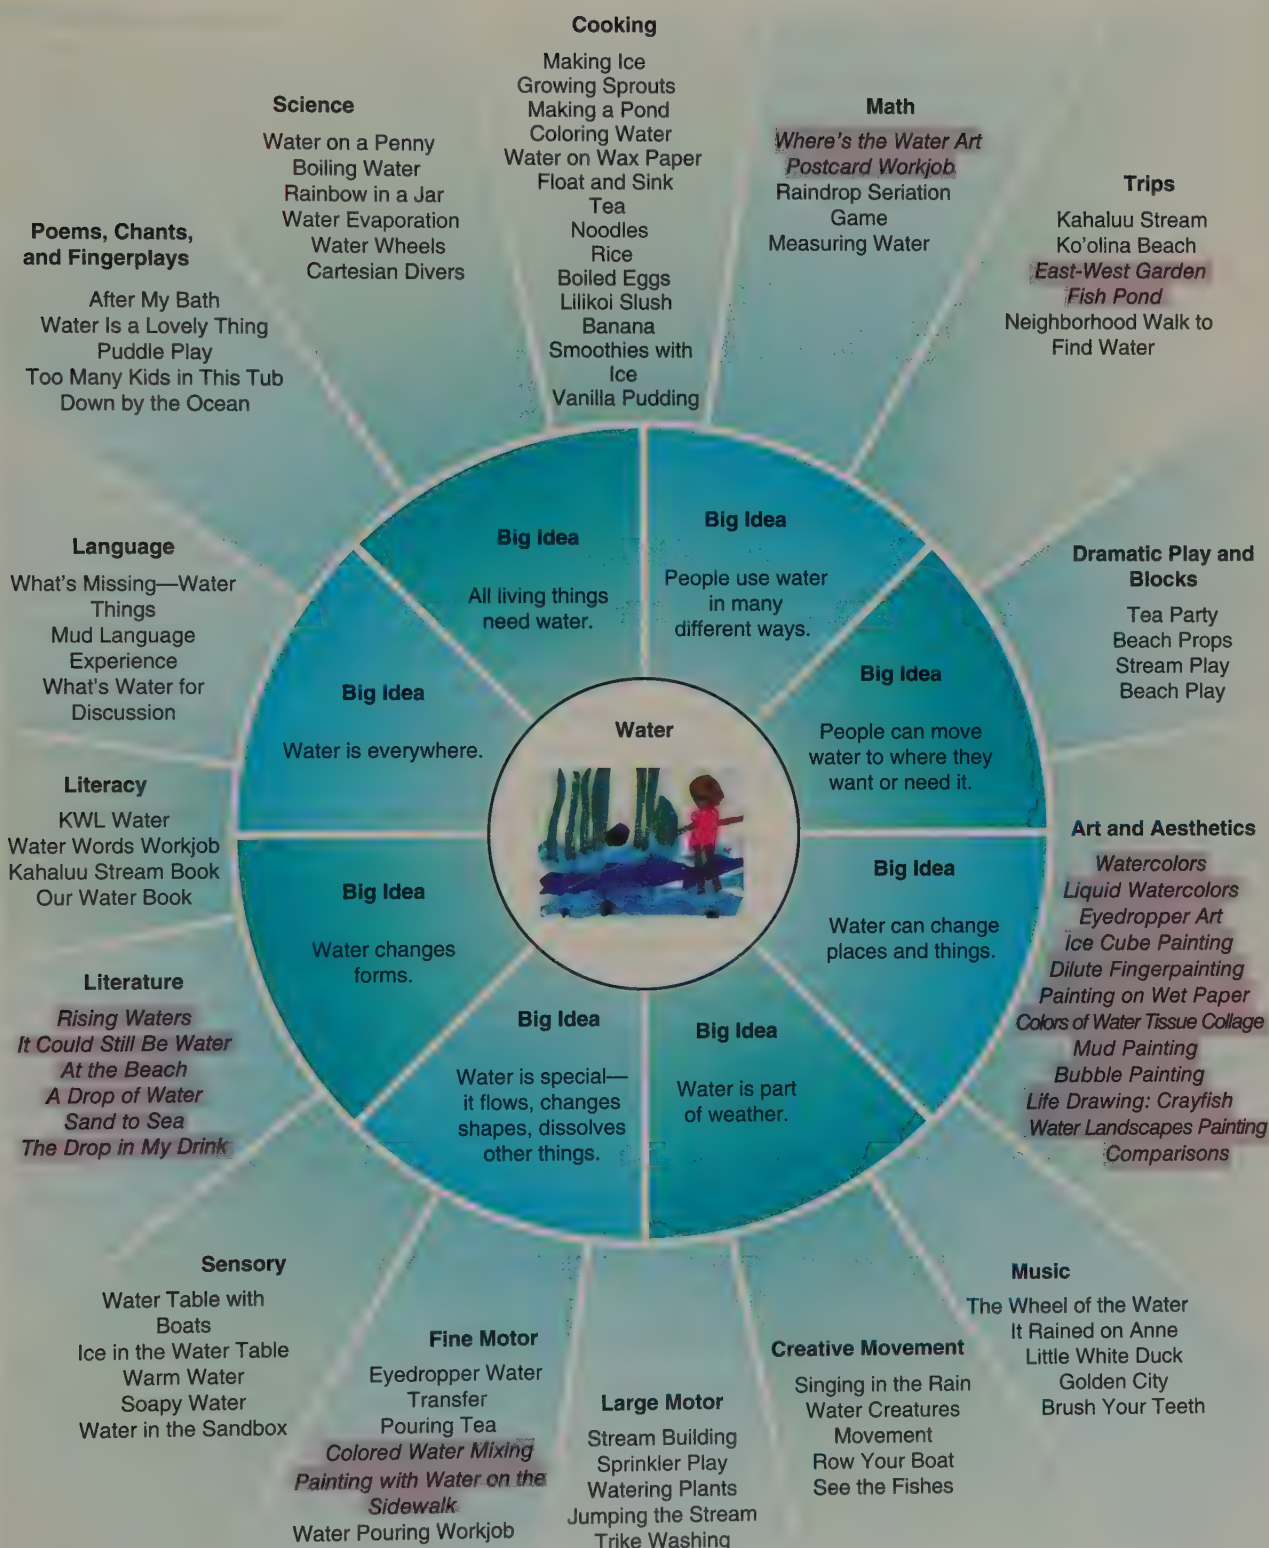 Cooking
Making Ice
Growing Sprouts
Making a Pond
Coloring Water
Water on Wax Paper
Float and Sink
Tea
Noodles
Rice
Boiled Eggs
Lilikoi Slush
Banana
Smoothies with
Ice
Vanilla Pudding
Science
Water on a Penny
Boiling Water
Rainbow in a Jar
Water Evaporation
Water Wheels
Cartesian Divers
Math
Where's the Water Art
Postcard Workjob
Raindrop Seriation
Game
Measuring Water
Trips
Kahaluu Stream
Ko'olina Beach
East-West Garden
Fish Pond
Neighborhood Walk to
Find Water
Poems, Chants,
and Fingerplays
After My Bath
Water Is a Lovely Thing
Puddle Play
Too Many Kids in This Tub
Down by the Ocean
Language
What's Missing—Water
Things
Mud Language
Experience
What's Water for
Discussion
Dramatic Play and
Blocks
Tea Party
Beach Props
Stream Play
Beach Play
Big Idea
All living things
need water.
Big Idea
People use water
in many
different ways.
Big Idea
Water is everywhere.
Big Idea
People can move
water to where they
want or need it.
Water
Literacy
KWL Water
Water Words Workjob
Kahaluu Stream Book
Our Water Book
Big Idea
Water changes
forms.
Big Idea
Water can change
places and things.
Art and Aesthetics
Watercolors
Liquid Watercolors
Eyedropper Art
Ice Cube Painting
Dilute Fingerpainting
Painting on Wet Paper
Colors of Water Tissue Collage
Mud Painting
Bubble Painting
Life Drawing: Crayfish
Water Landscapes Painting
Comparisons
Literature
Rising Waters
It Could Still Be Water
At the Beach
A Drop of Water
Sand to Sea
The Drop in My Drink
Big Idea
Water is special—
it flows, changes
shapes, dissolves
other things.
Big Idea
Water is part
of weather.
Sensory
Water Table with
Boats
Ice in the Water Table
Warm Water
Soapy Water
Water in the Sandbox
Fine Motor
Eyedropper Water
Transfer
Pouring Tea
Colored Water Mixing
Painting with Water on the
Sidewalk
Water Pouring Workjob
Large Motor
Stream Building
Sprinkler Play
Watering Plants
Jumping the Stream
Trike Washing
Creative Movement
Singing in the Rain
Water Creatures
Movement
Row Your Boat
See the Fishes
Music
The Wheel of the Water
It Rained on Anne
Little White Duck
Golden City
Brush Your Teeth